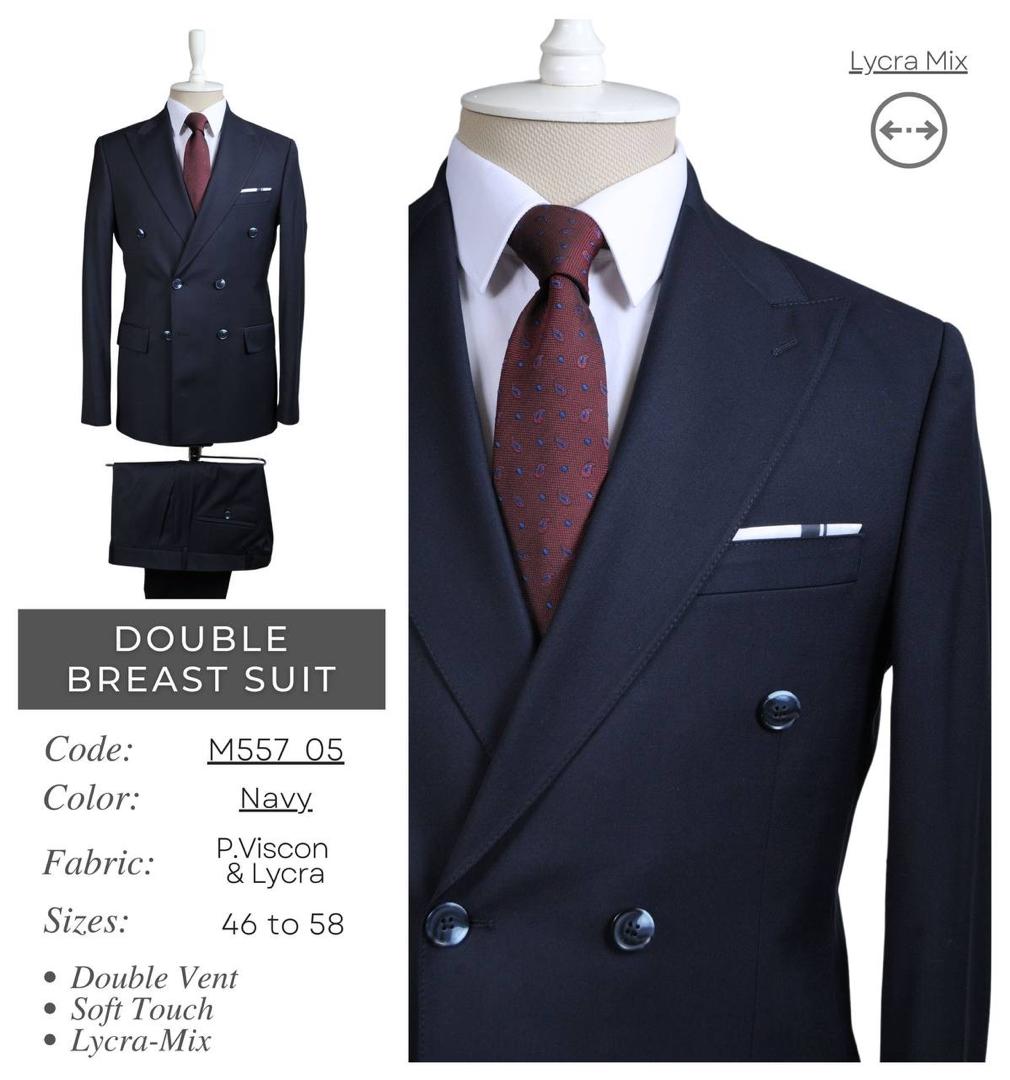 Lycra Mix
DOUBLE
BREAST SUIT
Code: M557_05
Color: Navy
Fabric: P.Viscon
& Lycra
Sizes: 46 to 58
• Double Vent
• Soft Touch
• Lycra-Mix